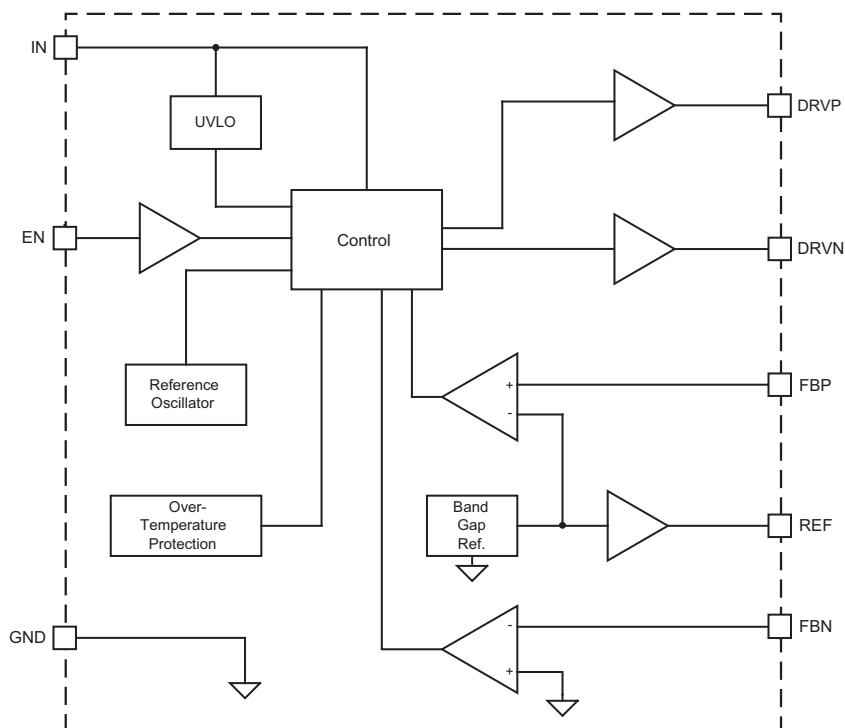 IN
DRVP
UVLO
EN
Control
DRVN
Reference
Oscillator
+
FBP
-
Over-
Temperature
Protection
Band
Gap
Ref.
REF
GND
-
FBN
+